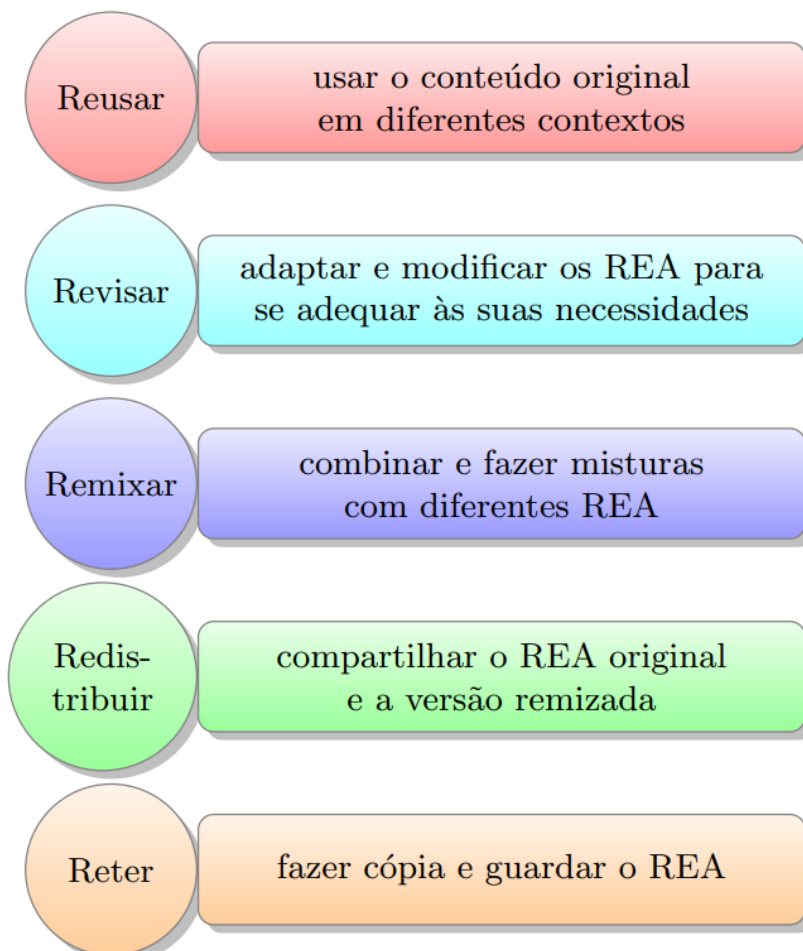 Reusar
usar o conteúdo original
em diferentes contextos
Revisar
adaptar e modificar os REA para
se adequar às suas necessidades
Remixar
combinar e fazer misturas
com diferentes REA
Redis-
tribuir
compartilhar o REA original
e a versão remizada
Reter
fazer cópia e guardar o REA